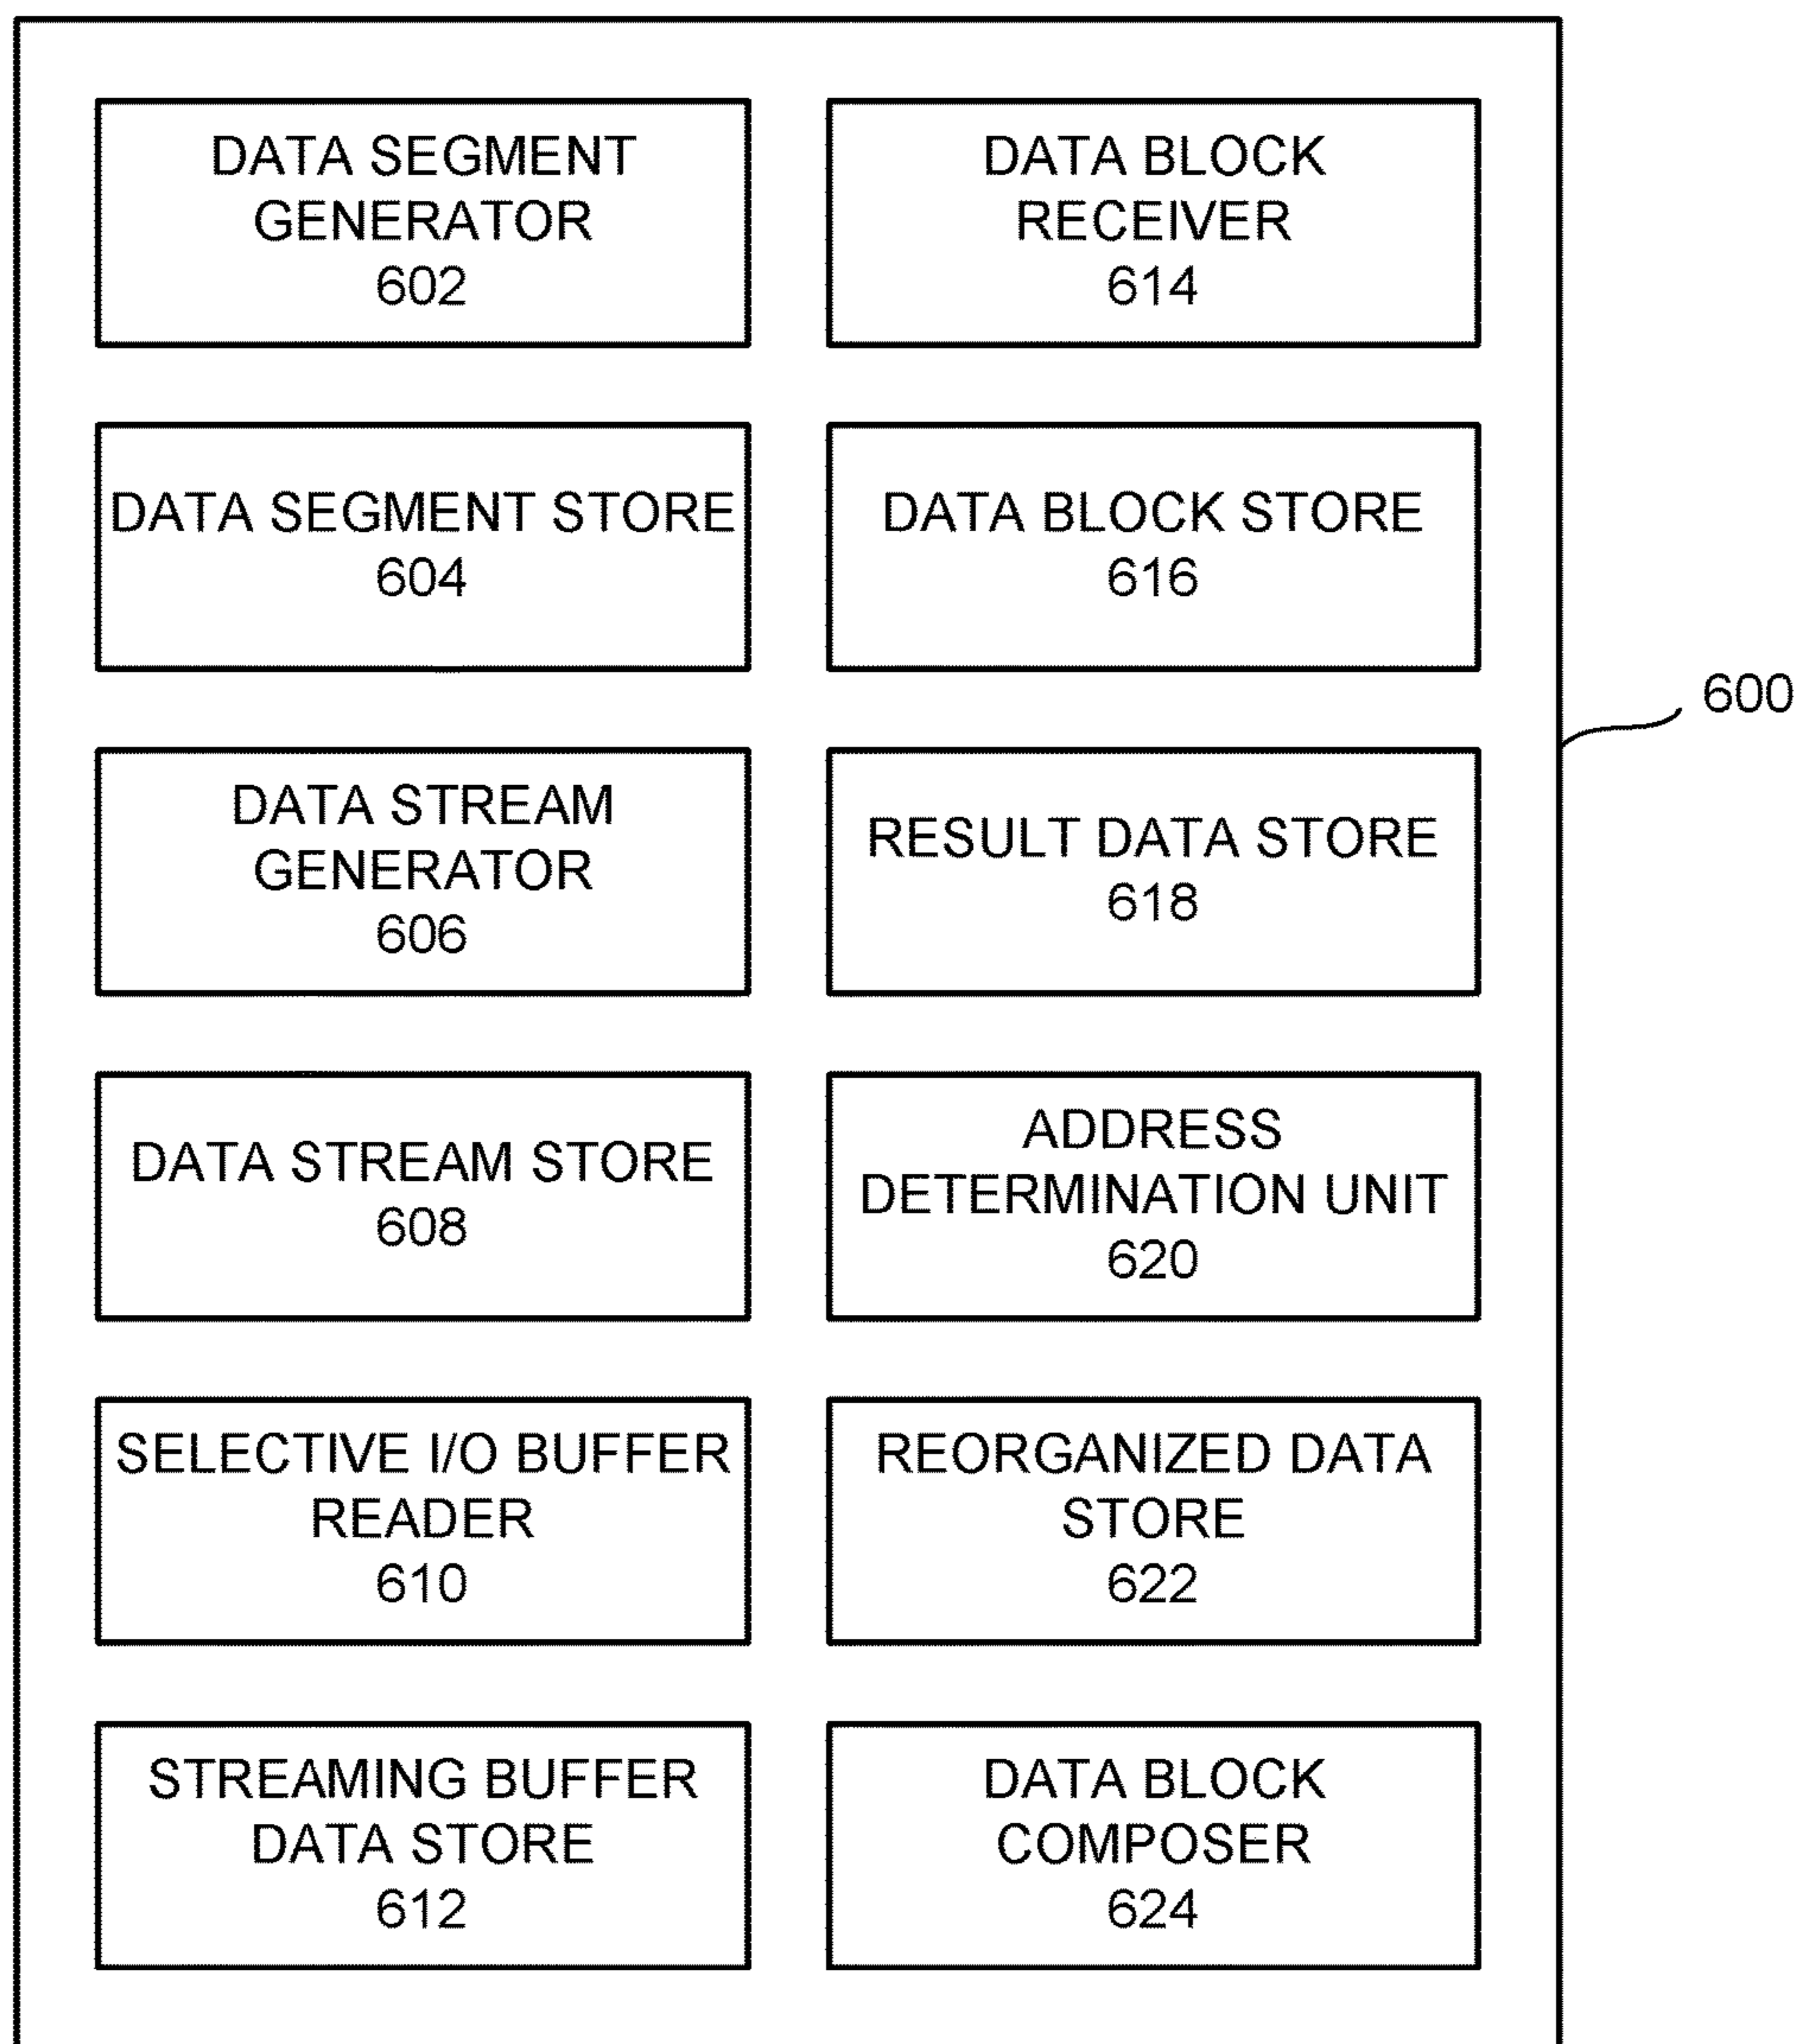 DATA SEGMENT
GENERATOR
602
DATA BLOCK
RECEIVER
614
DATA SEGMENT STORE
604
DATA BLOCK STORE
616
600
DATA STREAM
GENERATOR
606
RESULT DATA STORE
618
DATA STREAM STORE
608
ADDRESS
DETERMINATION UNIT
620
SELECTIVE I/O BUFFER
READER
610
REORGANIZED DATA
STORE
622
STREAMING BUFFER
DATA STORE
612
DATA BLOCK
COMPOSER
624